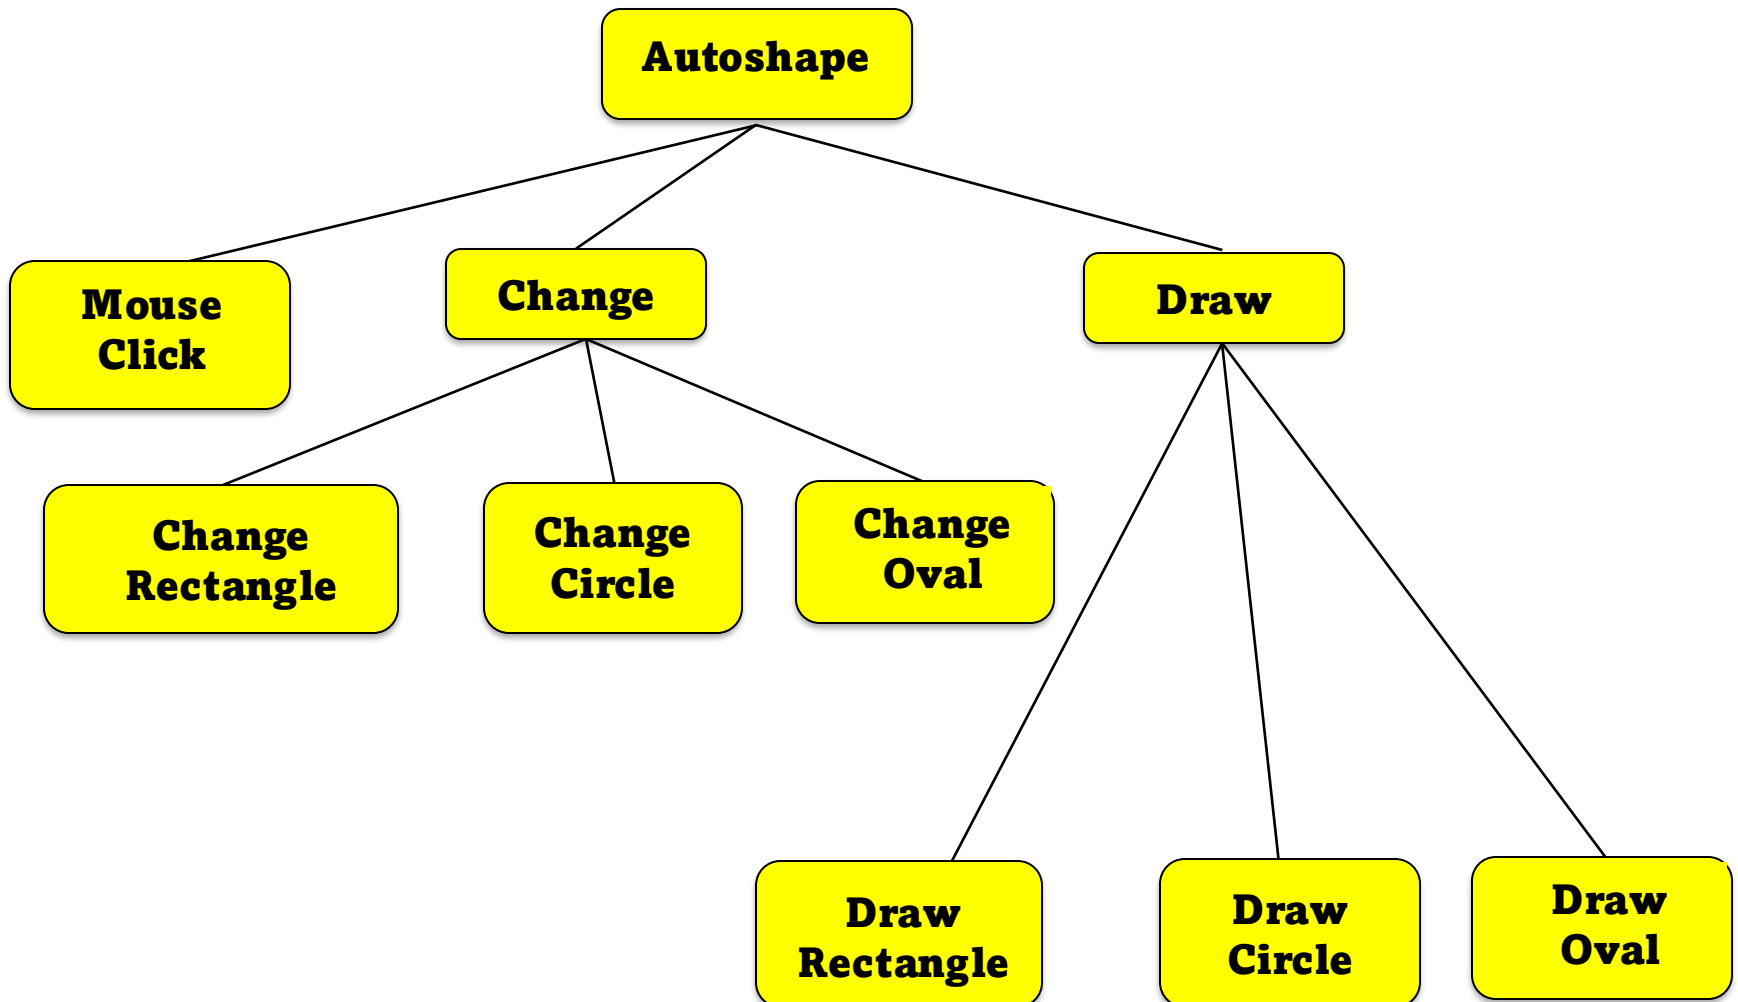 Autoshape
Mouse
Click
Change
Draw
Change
Rectangle
Change
Circle
Change
Oval
Draw
Rectangle
Draw
Circle
Draw
Oval